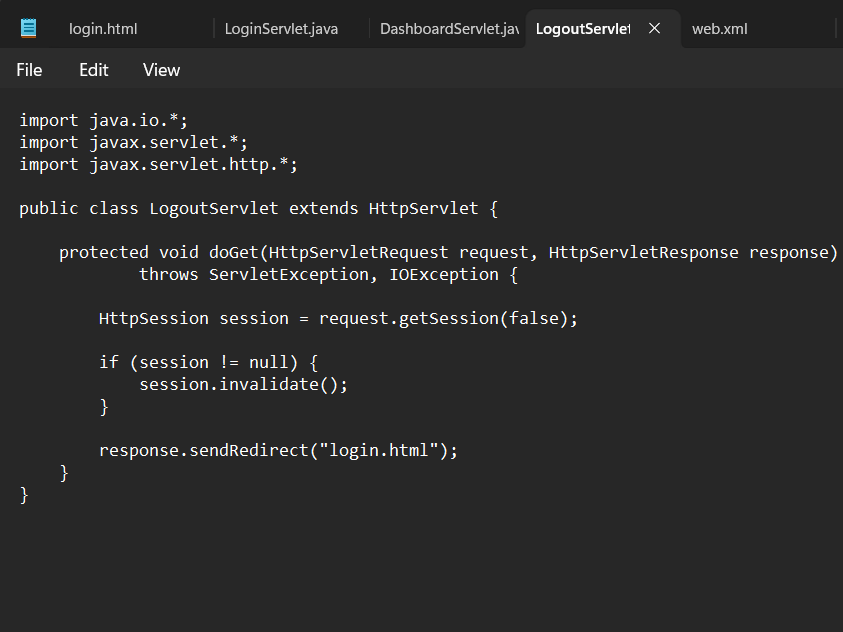 login.html LoginServlet.java DashboardServlet.jav LogoutServlet web.xml
File Edit View
import java.io.*;
import javax.servlet.*;
import javax.servlet.http.*;
public class LogoutServlet extends HttpServlet {
protected void doGet(HttpServletRequest request, HttpServletResponse response)
throws ServletException, IOException {
HttpSession session = request.getSession(false);
if (session != null) {
session.invalidate();
}
response.sendRedirect("login.html");
}
}